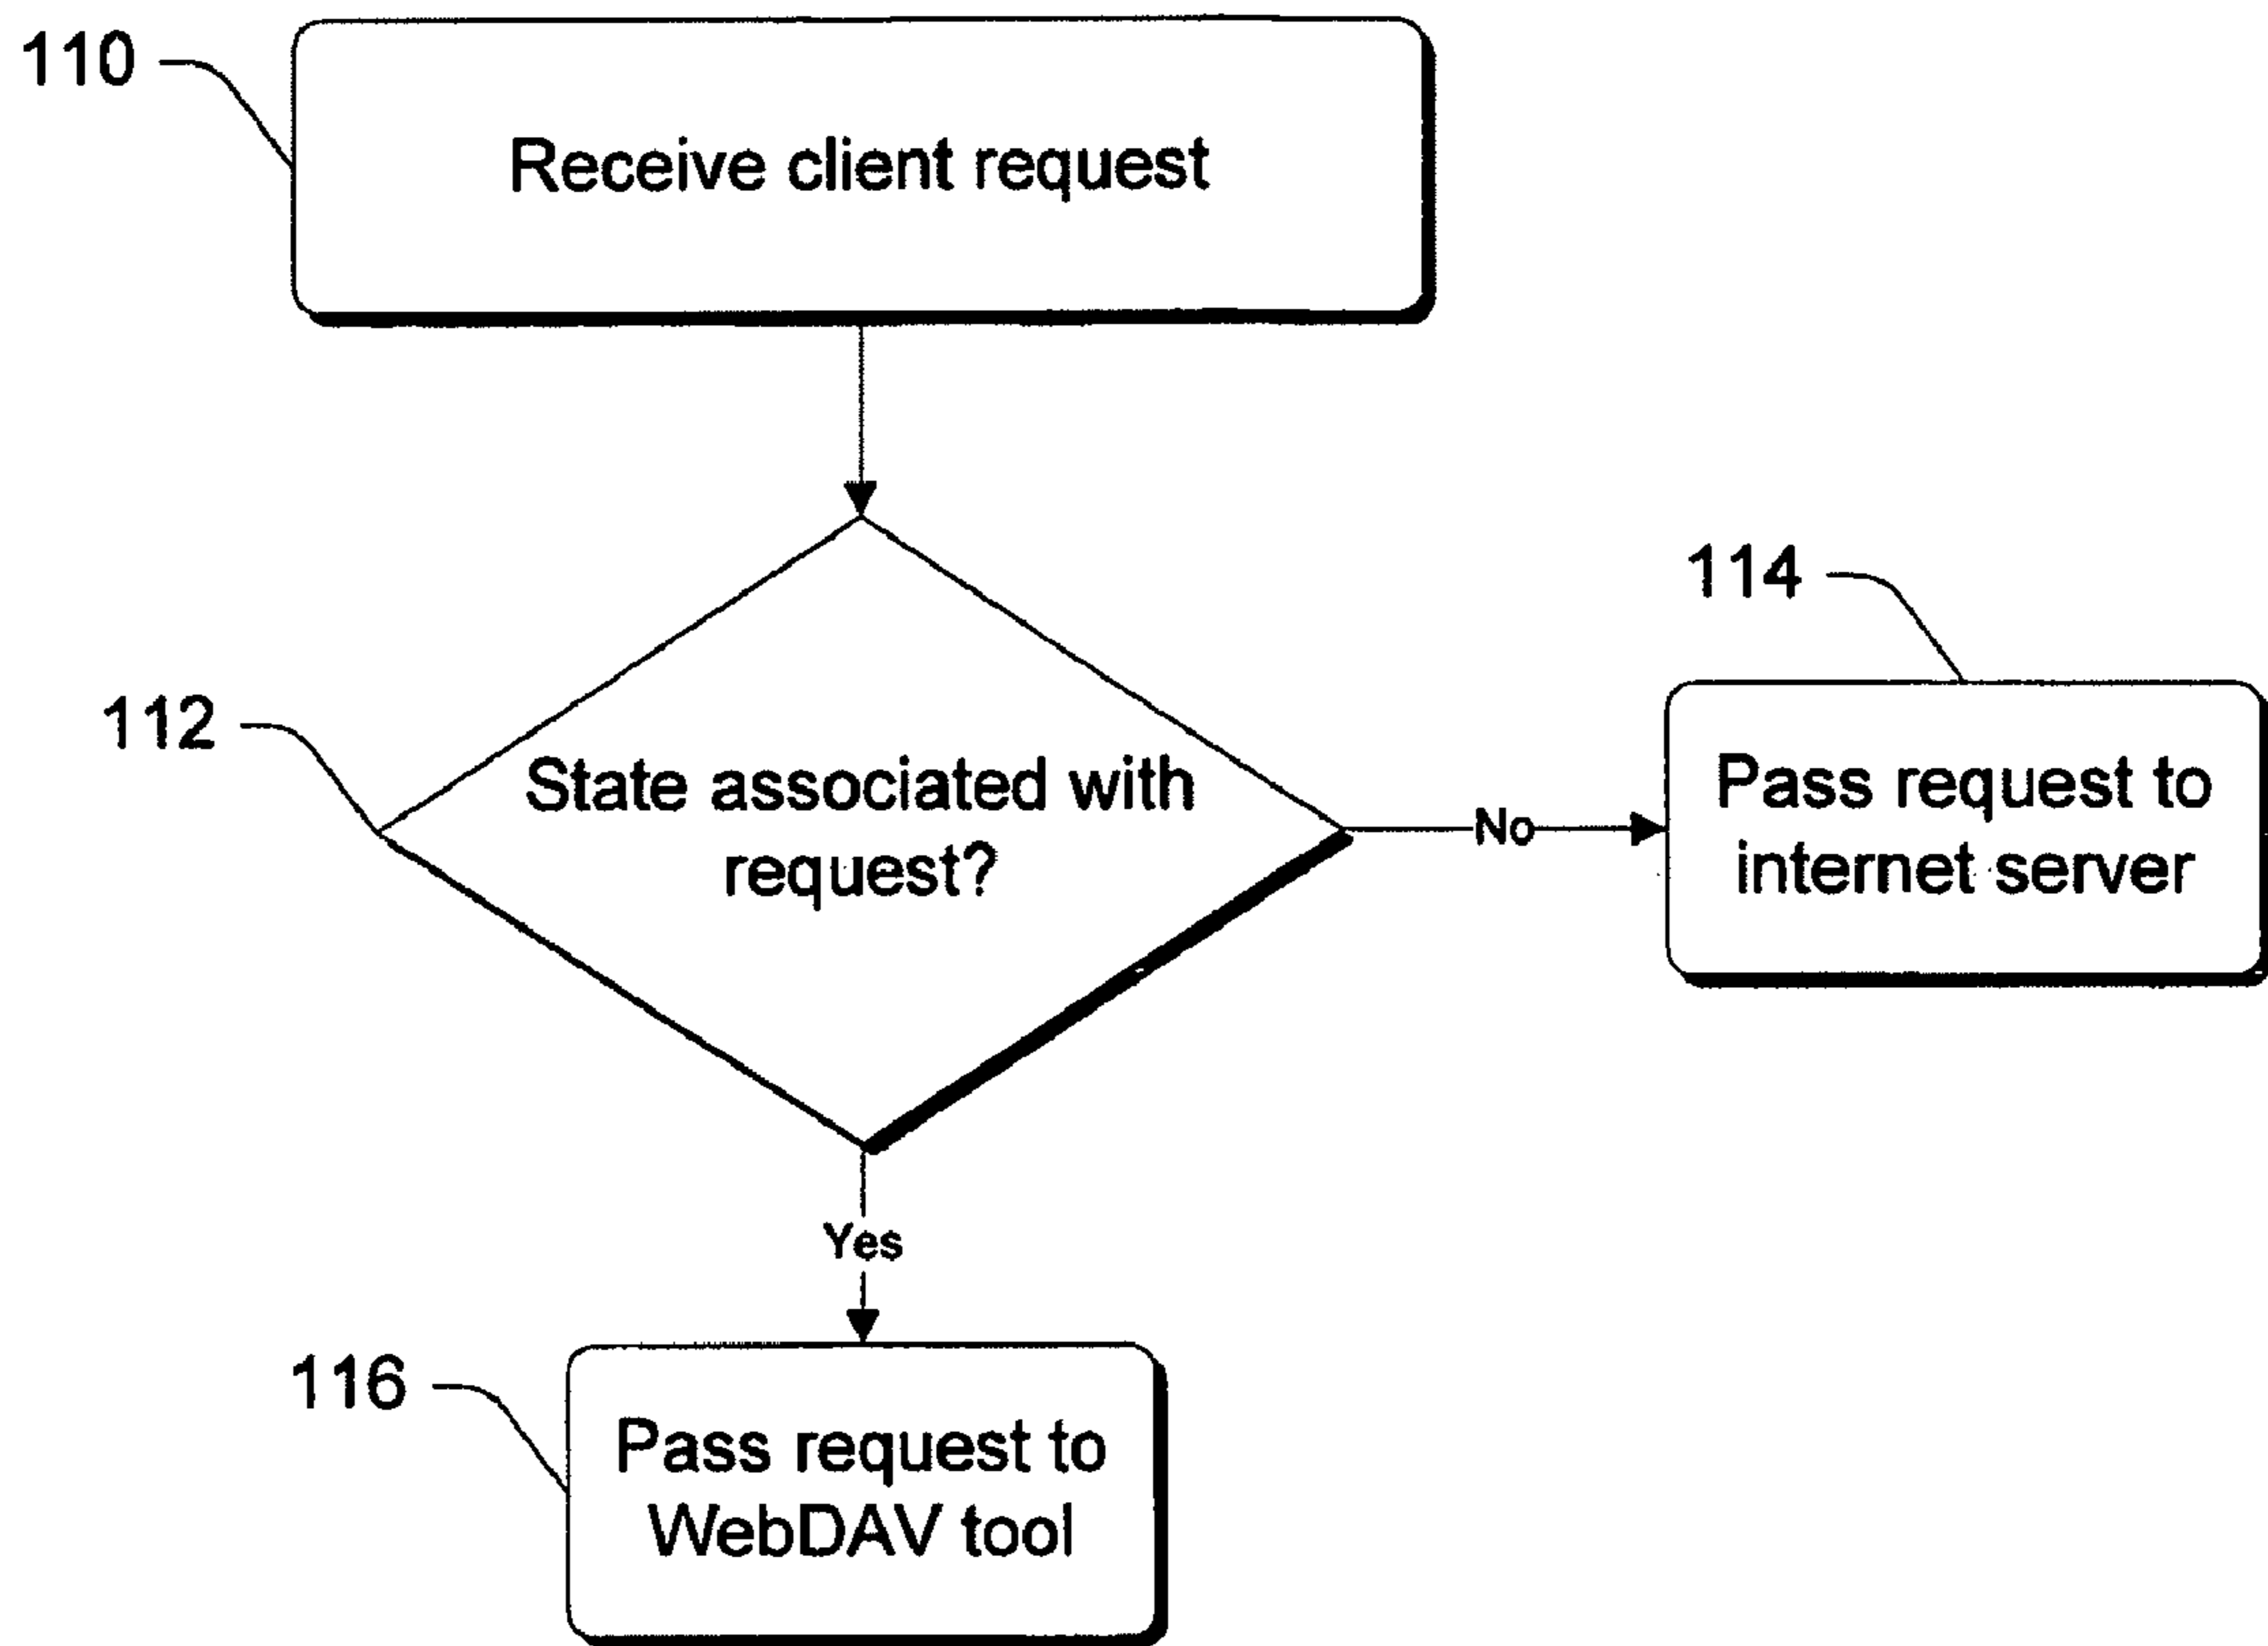 110
Receive client request
112
State associated with
request?
No
114
Pass request to
internet server
Yes
116
Pass request to
WebDAV tool